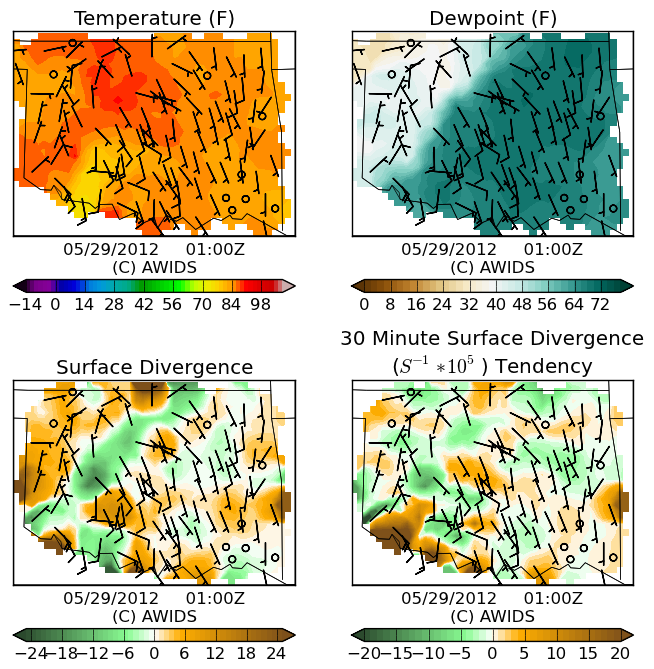 Temperature (F)
Dewpoint (F)
05/29/2012 01:00Z
(C) AWIDS
05/29/2012 01:00Z
(C) AWIDS
−14 0 14 28 42 56 70 84 98
0 8 16 24 32 40 48 56 64 72
Surface Divergence
30 Minute Surface Divergence
(S⁻¹ *10⁵ ) Tendency
05/29/2012 01:00Z
(C) AWIDS
05/29/2012 01:00Z
(C) AWIDS
−24 −18 −12 −6 0 6 12 18 24
−20 −15 −10 −5 0 5 10 15 20